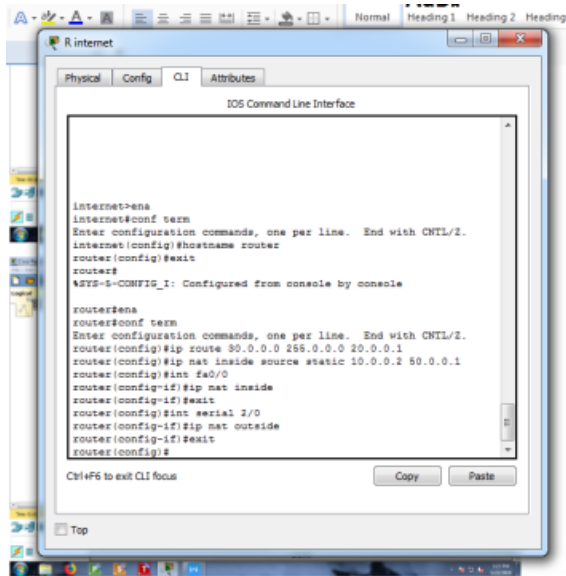 Normal Heading 1 Heading 2 Heading
R internet
Physical Config CLI Attributes
IOS Command Line Interface
internet>ena
internet#conf term
Enter configuration commands, one per line. End with CNTL/Z.
internet(config)#hostname router
router(config)#exit
router#
%SYS-5-CONFIG_I: Configured from console by console
router#ena
router#conf term
Enter configuration commands, one per line. End with CNTL/Z.
router(config)#ip route 30.0.0.0 255.0.0.0 20.0.0.1
router(config)#ip nat inside source static 10.0.0.2 50.0.0.1
router(config)#int fa0/0
router(config-if)#ip nat inside
router(config-if)#exit
router(config)#int serial 2/0
router(config-if)#ip nat outside
router(config-if)#exit
router(config)#
Ctrl+F6 to exit CLI focus
Copy Paste
Top